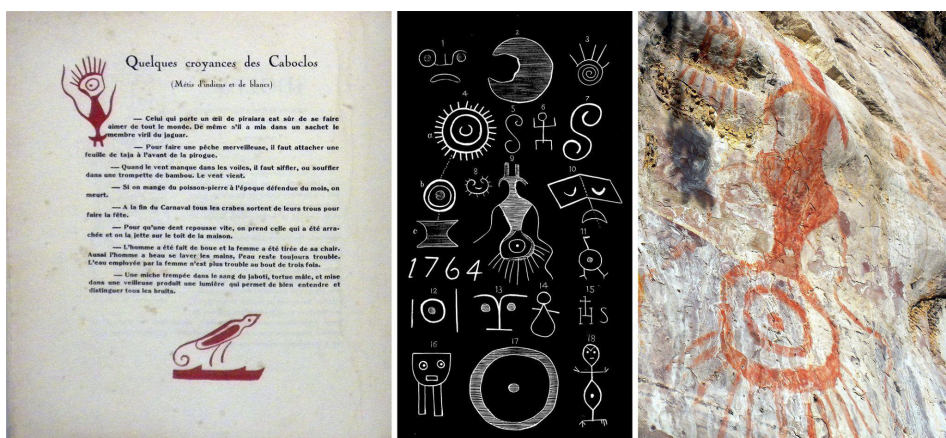 Quelques croyances des Caboclos
(Métis d'indiens et de blancs)
— Celui qui porte un œil de piraiara est sûr de se faire
aimer de tout le monde. De même s'il a mis dans un sachet le
membre viril du jaguar.
— Pour faire une pêche merveilleuse, il faut attacher une
feuille de taja à l'avant de la pirogue.
— Quand le vent manque dans les voiles, il faut siffler, ou souffler
dans une trompette de bambou. Le vent vient.
— Si on mange du poisson-pierre à l'époque défendue du mois, on
meurt.
— A la fin du Carnaval tous les crabes sortent de leurs trous pour
faire la fête.
— Pour qu'une dent repousse vite, on prend celle qui a été arra-
chée et on la jette sur le toit de la maison.
— L'homme a été fait de boue et la femme a été tirée de sa chair.
Aussi l'homme a beau se laver les mains, l'eau reste toujours trouble.
L'eau employée par la femme n'est plus trouble au bout de trois fois.
— Une miche trempée dans le sang du jaboti, tortue mâle, et mise
dans une veilleuse produit une lumière qui permet de bien entendre et
distinguer tous les bruits.
1
2
3
4
5
6
7
a
8
9
10
b
c
11
1764
12
13
14
15
HS
16
17
18